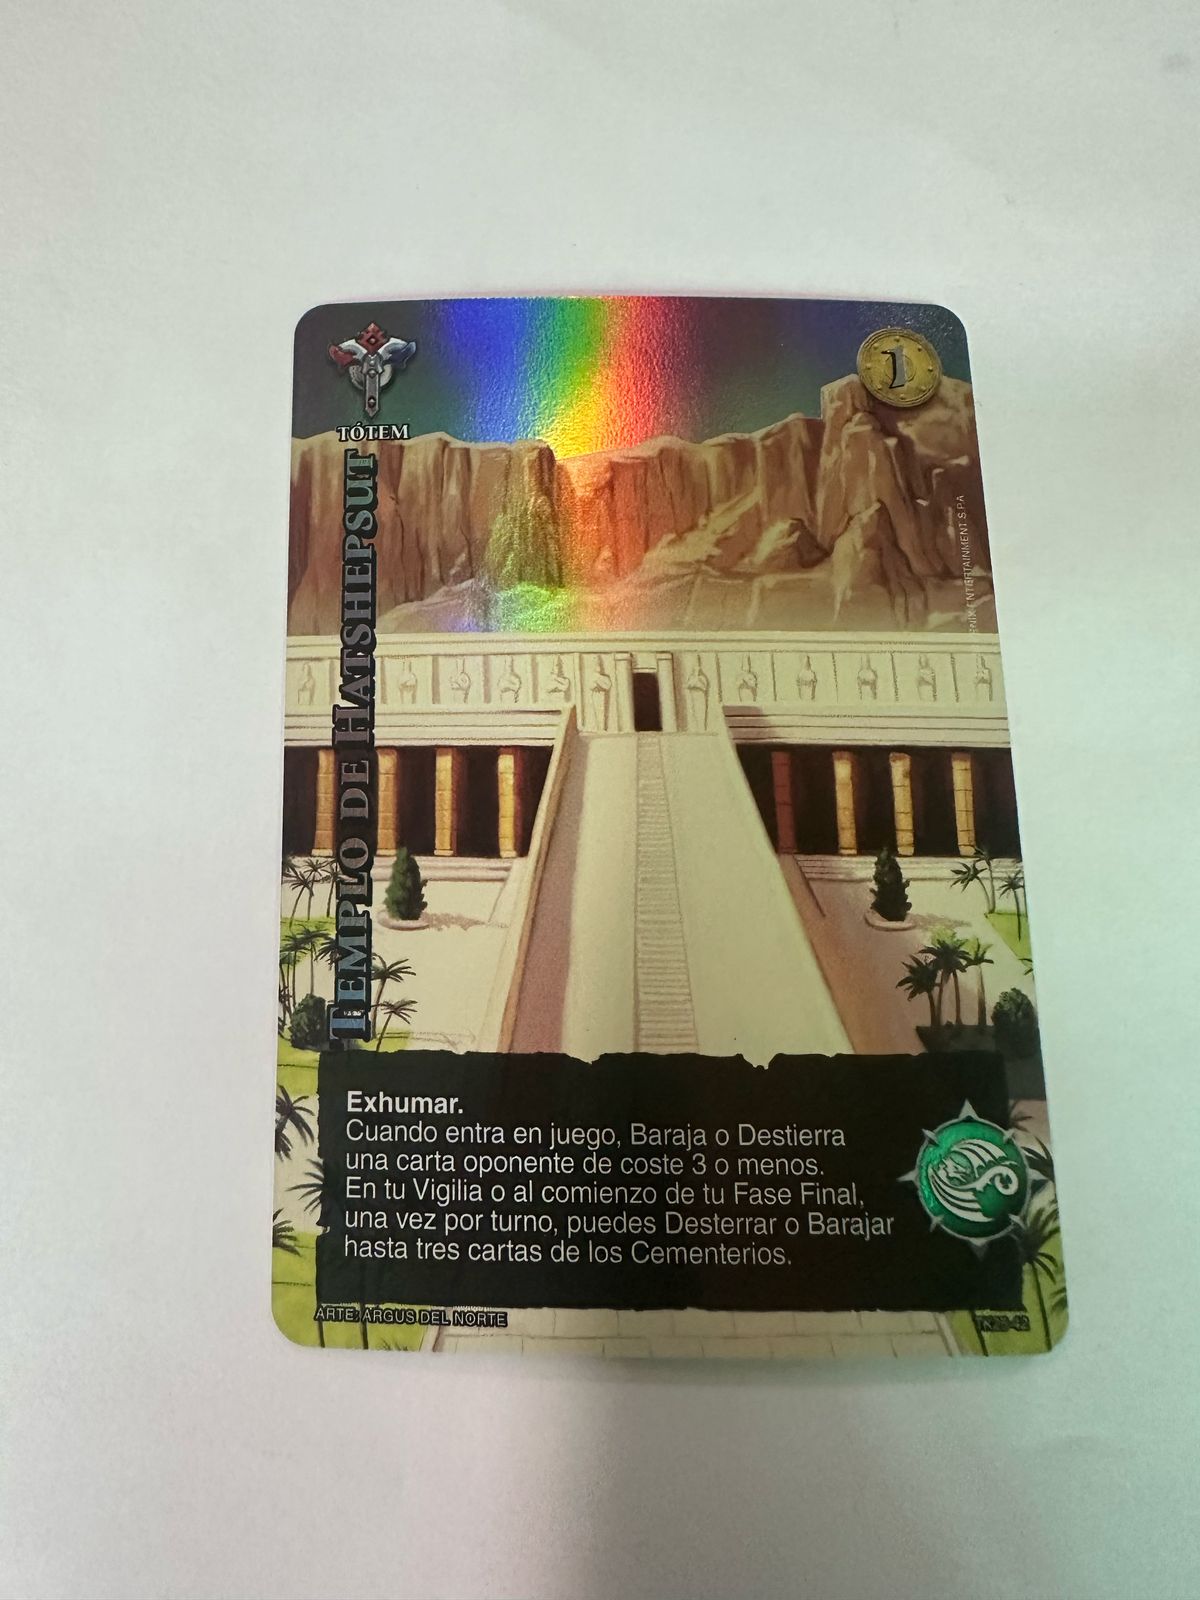 1
TÓTEM
TEMPLO DE HATSHEPSUT
ENTERTAINMENT S.P.A
Exhumar.
Cuando entra en juego, Baraja o Destierra
una carta oponente de coste 3 o menos.
En tu Vigilia o al comienzo de tu Fase Final,
una vez por turno, puedes Desterrar o Barajar
hasta tres cartas de los Cementerios.
ARTE: ARGUS DEL NORTE